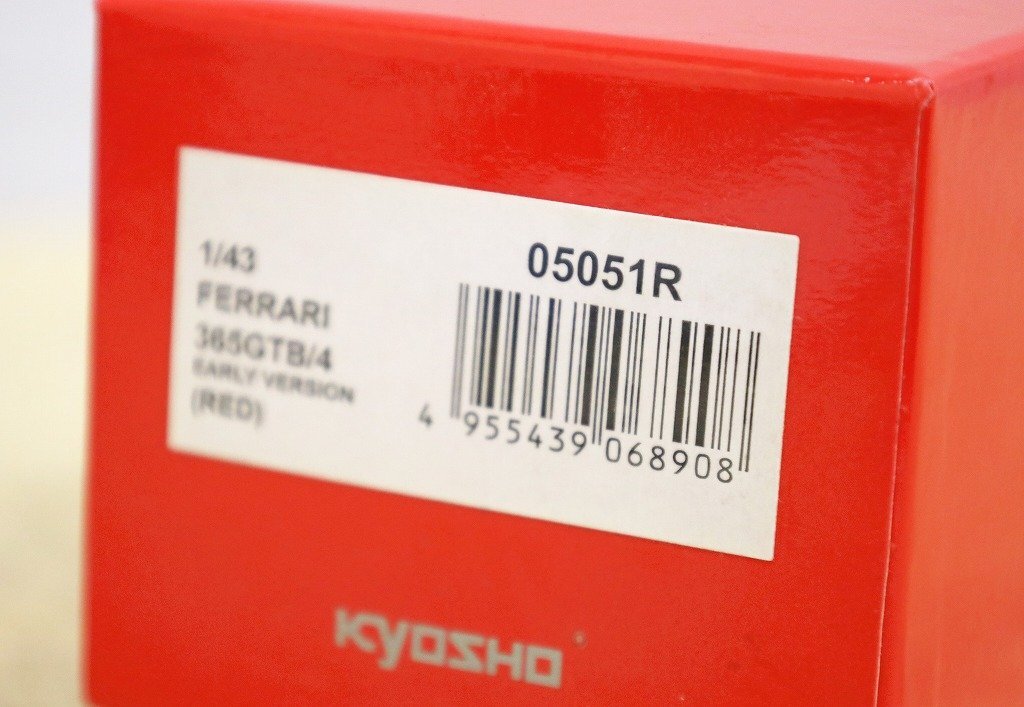 1/43
FERRARI
365GTB/4
EARLY VERSION
(RED)
05051R
4 955439 068908
KYOSHO